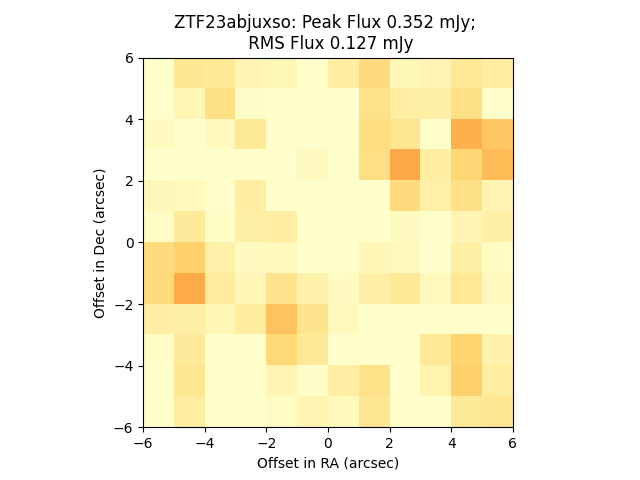 ZTF23abjuxso: Peak Flux 0.352 mJy;
RMS Flux 0.127 mJy
6
4
2
0
−2
−4
−6
Offset in Dec (arcsec)
−6 −4 −2 0 2 4 6
Offset in RA (arcsec)